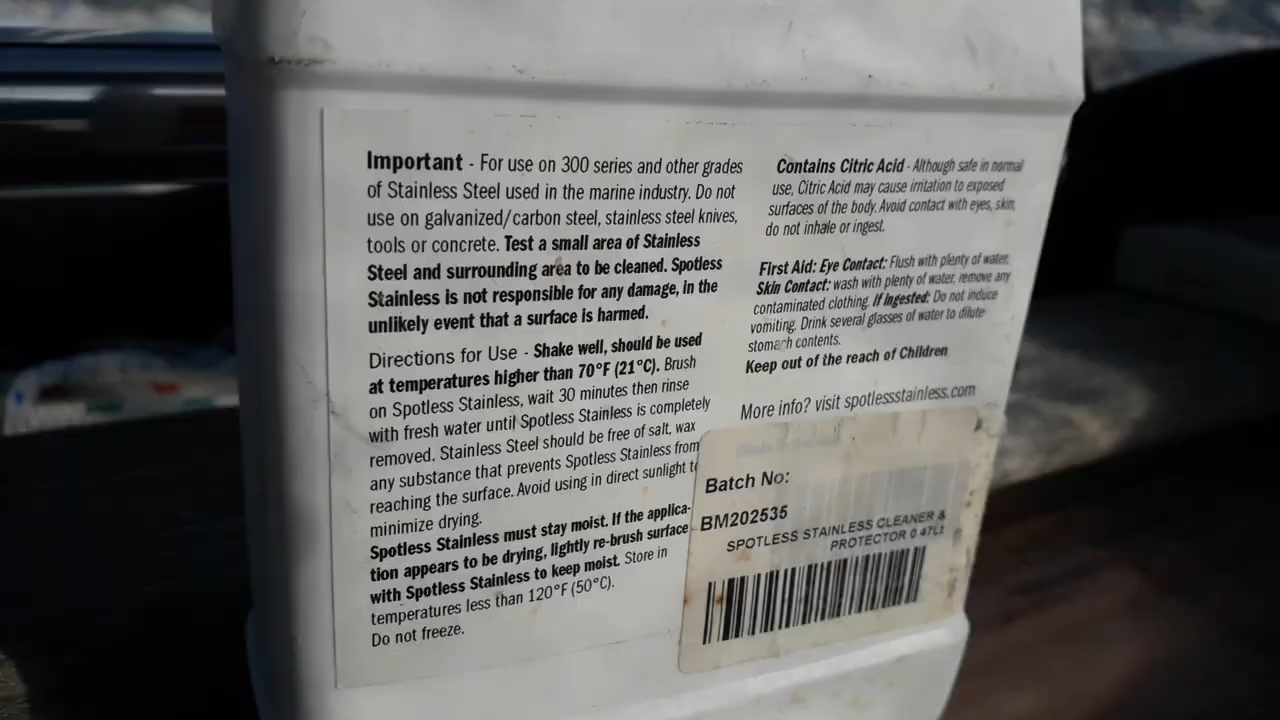 Important - For use on 300 series and other grades
of Stainless Steel used in the marine industry. Do not
use on galvanized/carbon steel, stainless steel knives,
tools or concrete. Test a small area of Stainless
Steel and surrounding area to be cleaned. Spotless
Stainless is not responsible for any damage, in the
unlikely event that a surface is harmed.
Directions for Use - Shake well, should be used
at temperatures higher than 70°F (21°C). Brush
on Spotless Stainless, wait 30 minutes then rinse
with fresh water until Spotless Stainless is completely
removed. Stainless Steel should be free of salt, wax
any substance that prevents Spotless Stainless from
reaching the surface. Avoid using in direct sunlight to
minimize drying.
Spotless Stainless must stay moist. If the applica-
tion appears to be drying, lightly re-brush surface
with Spotless Stainless to keep moist. Store in
temperatures less than 120°F (50°C).
Do not freeze.
Contains Citric Acid - Although safe in normal
use, Citric Acid may cause irritation to exposed
surfaces of the body. Avoid contact with eyes, skin,
do not inhale or ingest.
First Aid: Eye Contact: Flush with plenty of water.
Skin Contact: wash with plenty of water, remove any
contaminated clothing. If ingested: Do not induce
vomiting. Drink several glasses of water to dilute
stomach contents.
Keep out of the reach of Children
More info? visit spotlessstainless.com
Batch No:
BM202535
SPOTLESS STAINLESS CLEANER &
PROTECTOR 0.47Lt